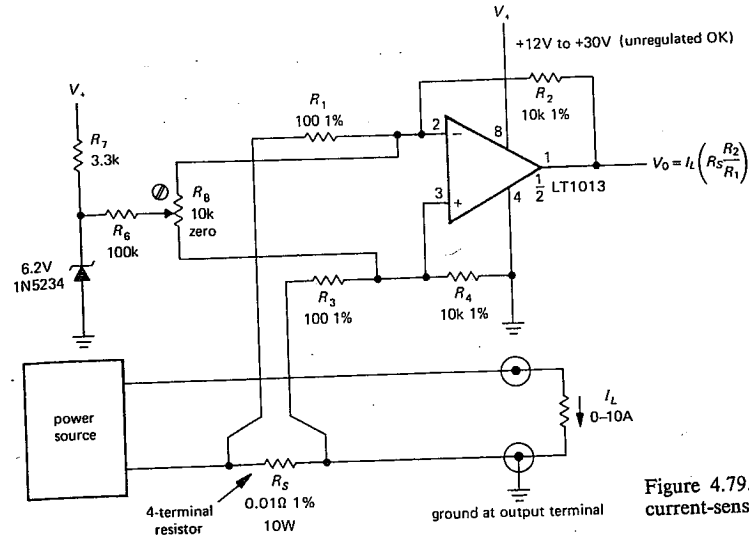 V+
+12V to +30V (unregulated OK)
V+
R1
100 1%
R2
10k 1%
R7
3.3k
2
8
−
1
V0 = IL (RS R2/R1)
1/2 LT1013
R8
10k
zero
3
+
4
R6
100k
6.2V
1N5234
R3
100 1%
R4
10k 1%
power
source
IL
0–10A
RS
0.01Ω 1%
10W
4-terminal
resistor
ground at output terminal
Figure 4.79.
current-sens